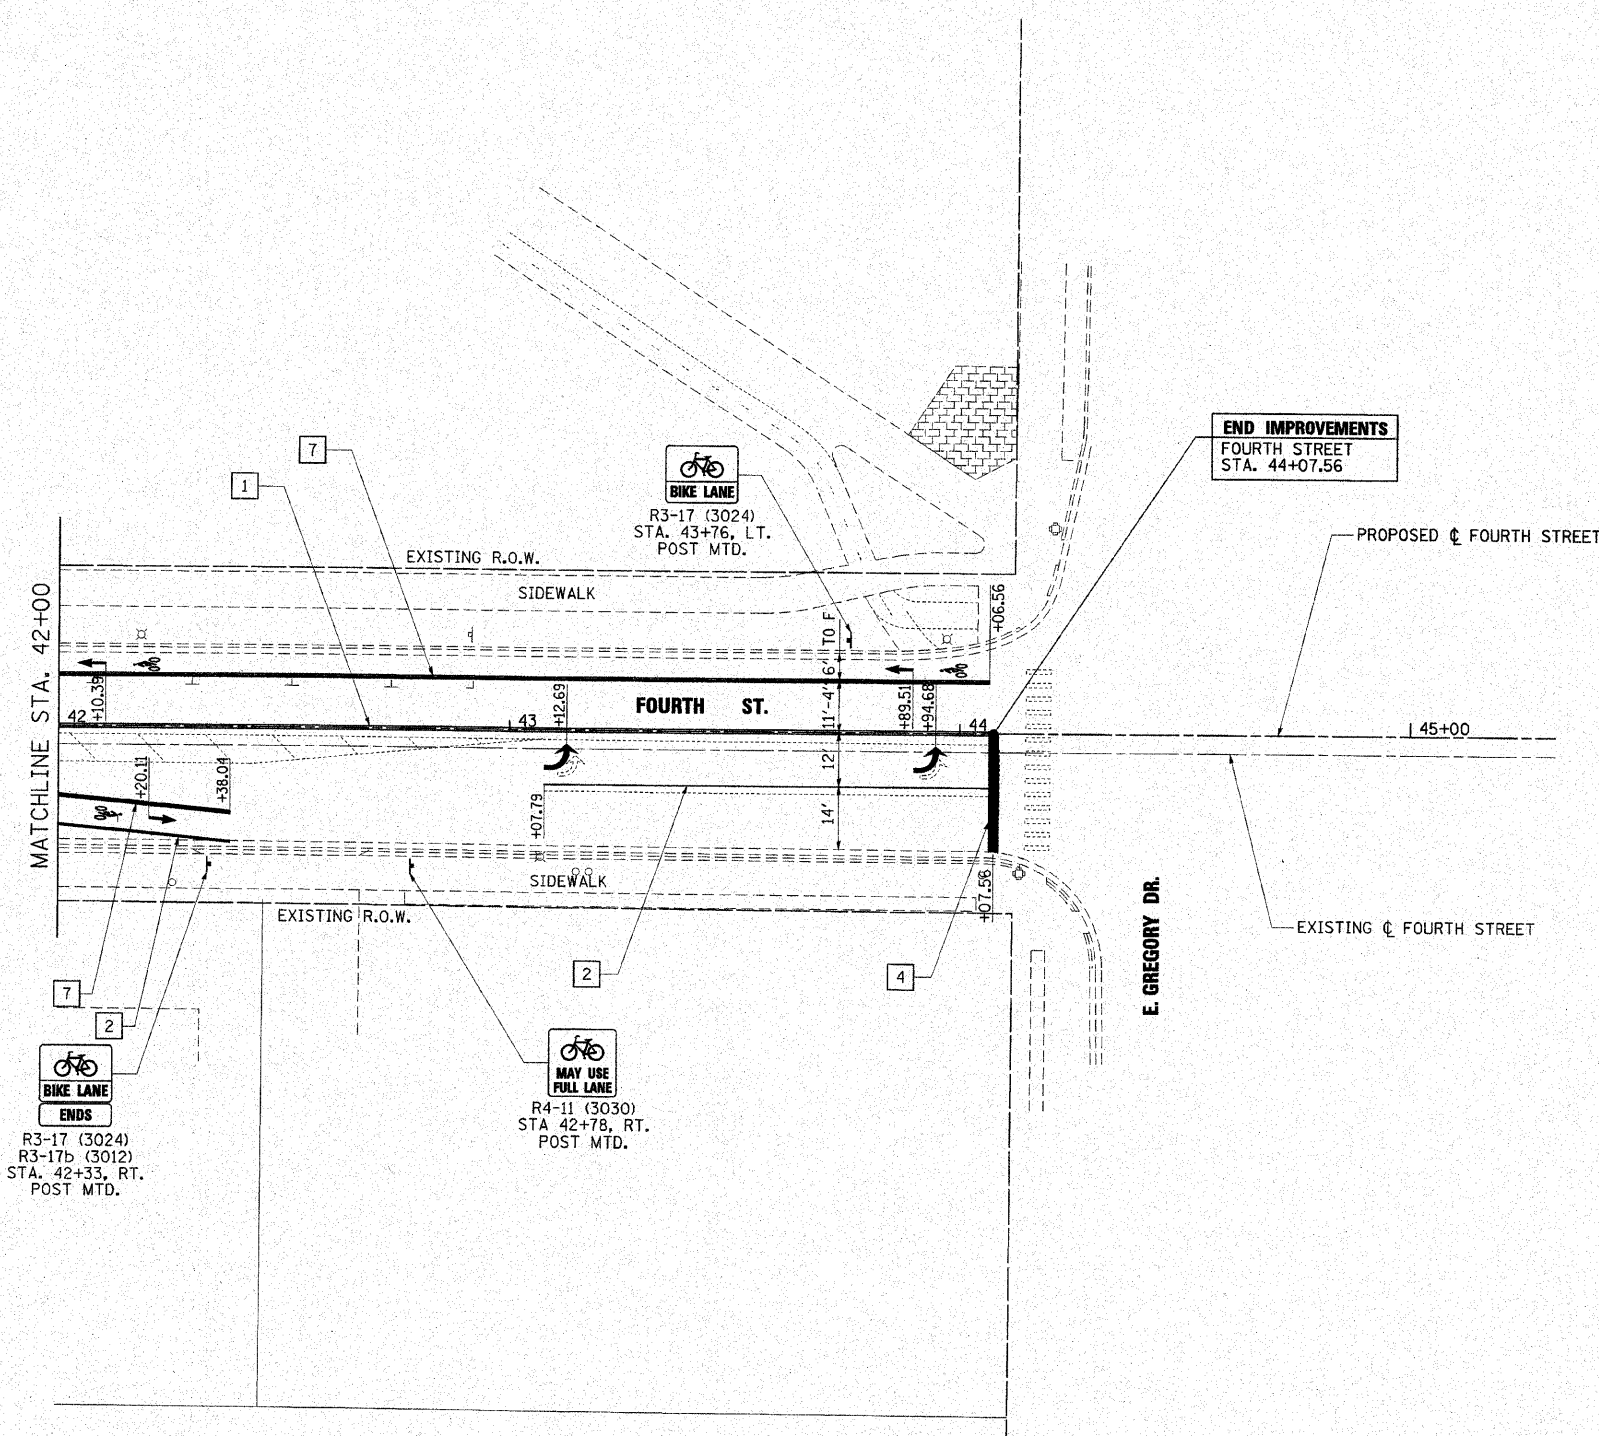 END IMPROVEMENTS
FOURTH STREET
STA. 44+07.56
7
1
BIKE LANE
R3-17 (3024)
STA. 43+76, LT.
POST MTD.
PROPOSED ℄ FOURTH STREET
EXISTING R.O.W.
SIDEWALK
MATCHLINE STA. 42+00
+06.56
6' TO F
11'-4"
12'
14'
+10.39
42
43
+12.69
FOURTH ST.
+89.51
+94.68
44
45+00
+20.11
+38.04
+07.79
SIDEWALK
+07.56
EXISTING R.O.W.
EXISTING ℄ FOURTH STREET
E. GREGORY DR.
7
2
2
4
BIKE LANE
ENDS
R3-17 (3024)
R3-17b (3012)
STA. 42+33, RT.
POST MTD.
MAY USE
FULL LANE
R4-11 (3030)
STA 42+78, RT.
POST MTD.